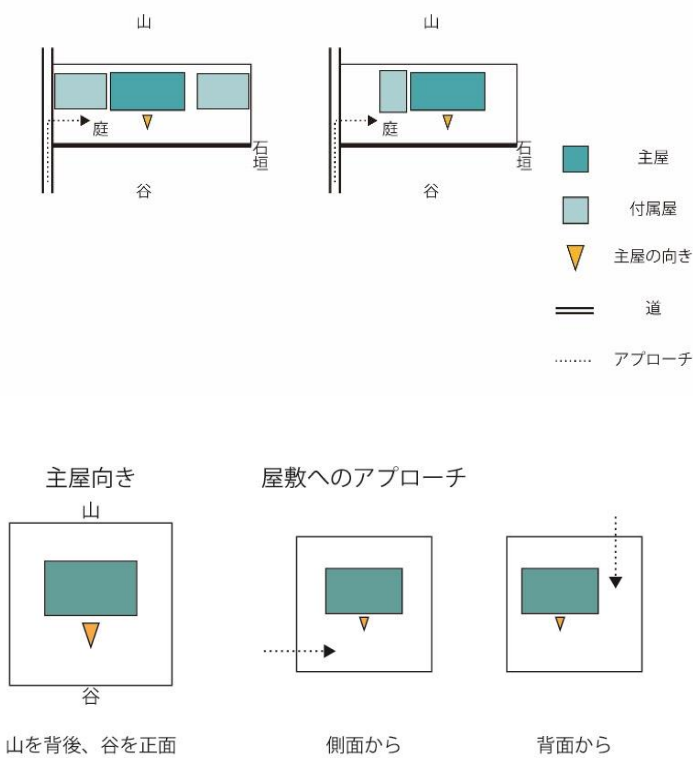 山
山
庭
庭
石垣
石垣
谷
谷
主屋
付属屋
主屋の向き
道
アプローチ
主屋向き
山
谷
山を背後、谷を正面
屋敷へのアプローチ
側面から
背面から